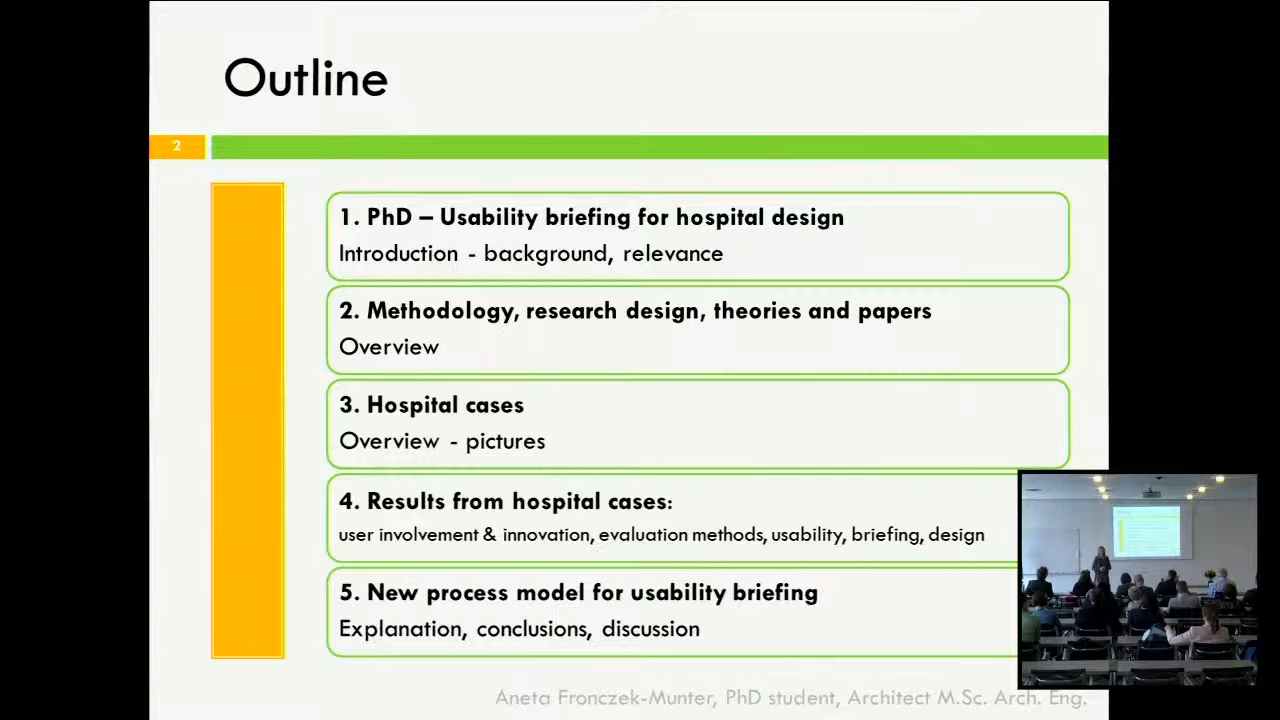 Outline
2
1. PhD – Usability briefing for hospital design
Introduction - background, relevance
2. Methodology, research design, theories and papers
Overview
3. Hospital cases
Overview - pictures
4. Results from hospital cases:
user involvement & innovation, evaluation methods, usability, briefing, design
5. New process model for usability briefing
Explanation, conclusions, discussion
Aneta Fronczek-Munter, PhD student, Architect M.Sc. Arch. Eng.